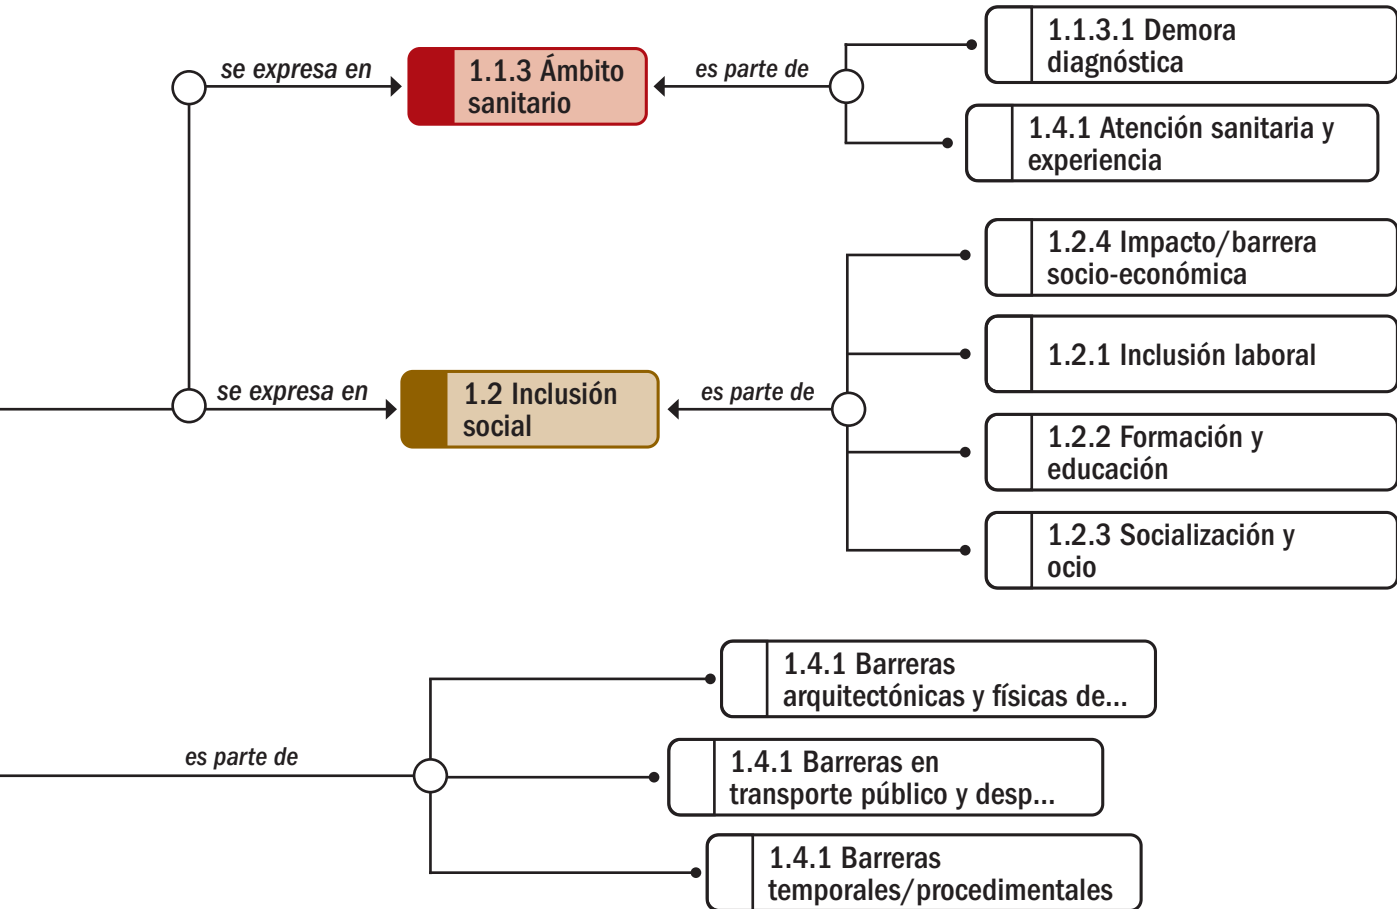 se expresa en
1.1.3 Ámbito
sanitario
es parte de
1.1.3.1 Demora
diagnóstica
1.4.1 Atención sanitaria y
experiencia
se expresa en
1.2 Inclusión
social
es parte de
1.2.4 Impacto/barrera
socio-económica
1.2.1 Inclusión laboral
1.2.2 Formación y
educación
1.2.3 Socialización y
ocio
es parte de
1.4.1 Barreras
arquitectónicas y físicas de...
1.4.1 Barreras en
transporte público y desp...
1.4.1 Barreras
temporales/procedimentales